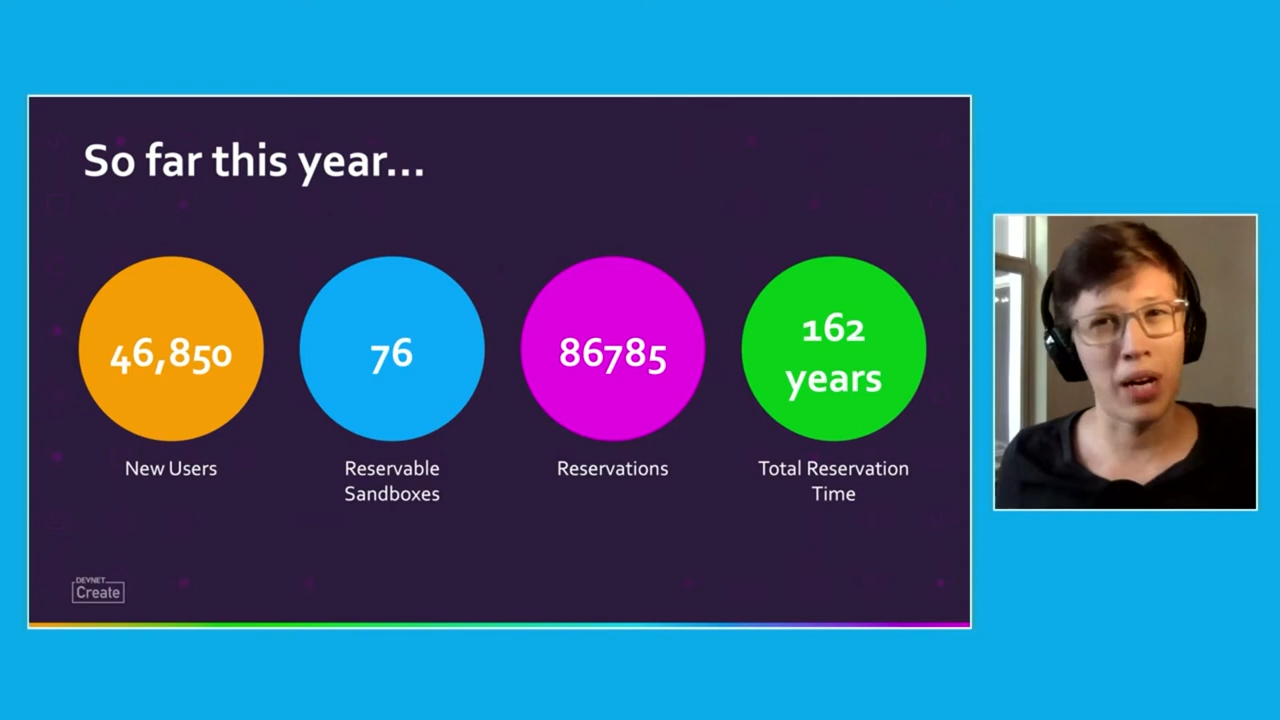 So far this year...
46,850
76
86785
162
years
New Users
Reservable
Sandboxes
Reservations
Total Reservation
Time
DEVNET
Create